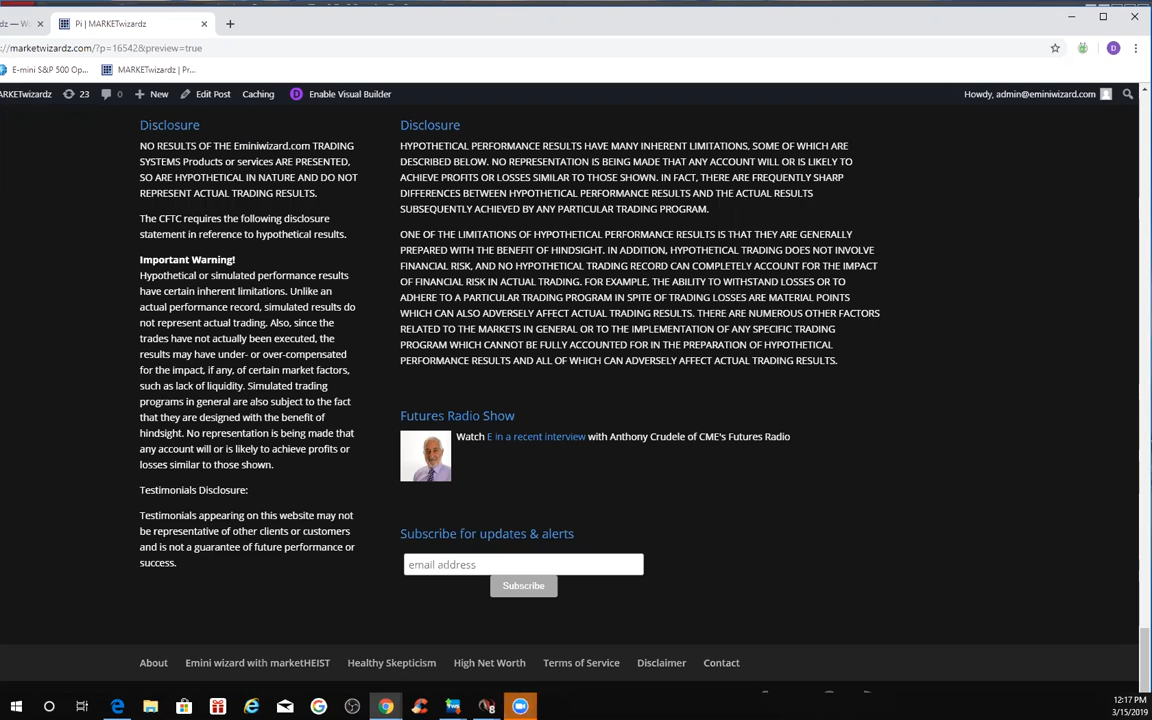 dz — W
Pi | MARKETwizardz
://marketwizardz.com/?p=16542&preview=true
E-mini S&P 500 Op...
MARKETwizardz | Pr...
ARKETwizardz
23
0
New
Edit Post
Caching
D
Enable Visual Builder
Howdy, admin@eminiwizard.com
D
Disclosure
NO RESULTS OF THE Eminiwizard.com TRADING
SYSTEMS Products or services ARE PRESENTED,
SO ARE HYPOTHETICAL IN NATURE AND DO NOT
REPRESENT ACTUAL TRADING RESULTS.
The CFTC requires the following disclosure
statement in reference to hypothetical results.
Important Warning!
Hypothetical or simulated performance results
have certain inherent limitations. Unlike an
actual performance record, simulated results do
not represent actual trading. Also, since the
trades have not actually been executed, the
results may have under- or over-compensated
for the impact, if any, of certain market factors,
such as lack of liquidity. Simulated trading
programs in general are also subject to the fact
that they are designed with the benefit of
hindsight. No representation is being made that
any account will or is likely to achieve profits or
losses similar to those shown.
Testimonials Disclosure:
Testimonials appearing on this website may not
be representative of other clients or customers
and is not a guarantee of future performance or
success.
Disclosure
HYPOTHETICAL PERFORMANCE RESULTS HAVE MANY INHERENT LIMITATIONS, SOME OF WHICH ARE
DESCRIBED BELOW. NO REPRESENTATION IS BEING MADE THAT ANY ACCOUNT WILL OR IS LIKELY TO
ACHIEVE PROFITS OR LOSSES SIMILAR TO THOSE SHOWN. IN FACT, THERE ARE FREQUENTLY SHARP
DIFFERENCES BETWEEN HYPOTHETICAL PERFORMANCE RESULTS AND THE ACTUAL RESULTS
SUBSEQUENTLY ACHIEVED BY ANY PARTICULAR TRADING PROGRAM.
ONE OF THE LIMITATIONS OF HYPOTHETICAL PERFORMANCE RESULTS IS THAT THEY ARE GENERALLY
PREPARED WITH THE BENEFIT OF HINDSIGHT. IN ADDITION, HYPOTHETICAL TRADING DOES NOT INVOLVE
FINANCIAL RISK, AND NO HYPOTHETICAL TRADING RECORD CAN COMPLETELY ACCOUNT FOR THE IMPACT
OF FINANCIAL RISK IN ACTUAL TRADING. FOR EXAMPLE, THE ABILITY TO WITHSTAND LOSSES OR TO
ADHERE TO A PARTICULAR TRADING PROGRAM IN SPITE OF TRADING LOSSES ARE MATERIAL POINTS
WHICH CAN ALSO ADVERSELY AFFECT ACTUAL TRADING RESULTS. THERE ARE NUMEROUS OTHER FACTORS
RELATED TO THE MARKETS IN GENERAL OR TO THE IMPLEMENTATION OF ANY SPECIFIC TRADING
PROGRAM WHICH CANNOT BE FULLY ACCOUNTED FOR IN THE PREPARATION OF HYPOTHETICAL
PERFORMANCE RESULTS AND ALL OF WHICH CAN ADVERSELY AFFECT ACTUAL TRADING RESULTS.
Futures Radio Show
Watch E in a recent interview with Anthony Crudele of CME's Futures Radio
Subscribe for updates & alerts
email address
Subscribe
About
Emini wizard with marketHEIST
Healthy Skepticism
High Net Worth
Terms of Service
Disclaimer
Contact
12:17 PM
3/15/2019